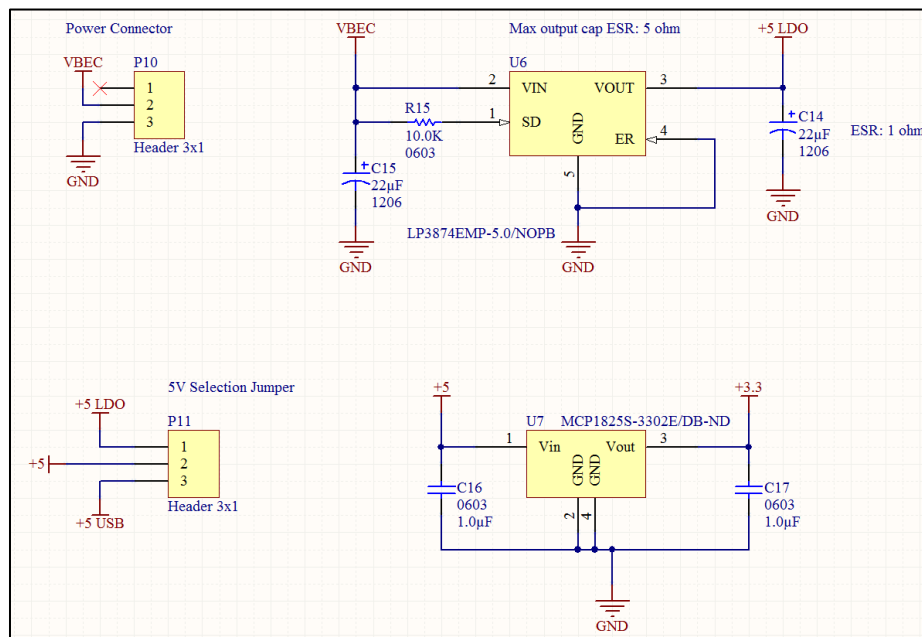 Power Connector
VBEC
P10
1
2
3
Header 3x1
GND
VBEC
Max output cap ESR: 5 ohm
+5 LDO
U6
2
VIN
VOUT
3
R15
10.0K
0603
1
SD
GND
ER
4
5
C14
22µF
1206
ESR: 1 ohm
GND
C15
22µF
1206
GND
LP3874EMP-5.0/NOPB
GND
5V Selection Jumper
+5 LDO
P11
1
+5
2
3
Header 3x1
+5 USB
+5
+3.3
U7 MCP1825S-3302E/DB-ND
1
Vin
Vout
3
GND
GND
2
4
C16
0603
1.0µF
C17
0603
1.0µF
GND